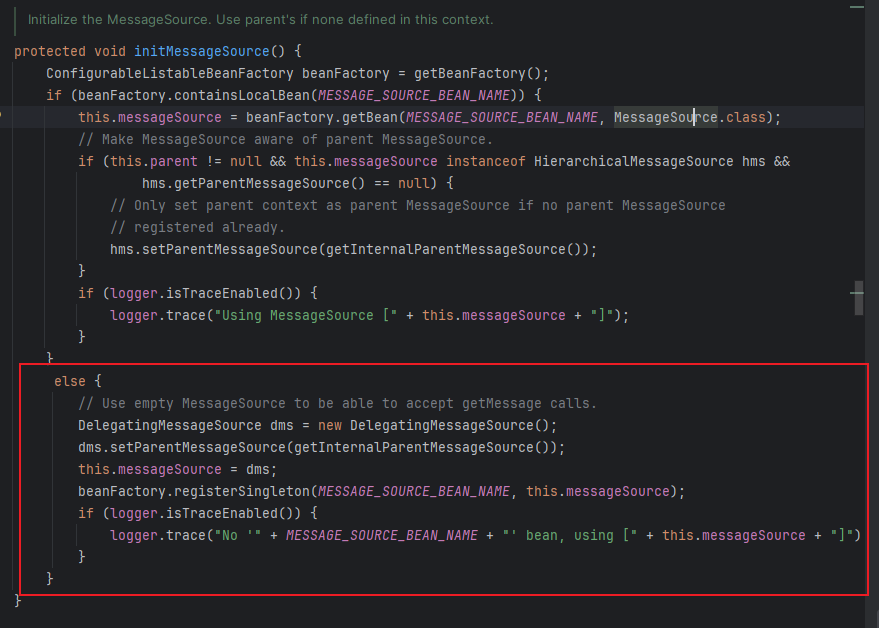 Initialize the MessageSource. Use parent's if none defined in this context.
protected void initMessageSource() {
ConfigurableListableBeanFactory beanFactory = getBeanFactory();
if (beanFactory.containsLocalBean(MESSAGE_SOURCE_BEAN_NAME)) {
this.messageSource = beanFactory.getBean(MESSAGE_SOURCE_BEAN_NAME, MessageSource.class);
// Make MessageSource aware of parent MessageSource.
if (this.parent != null && this.messageSource instanceof HierarchicalMessageSource hms &&
hms.getParentMessageSource() == null) {
// Only set parent context as parent MessageSource if no parent MessageSource
// registered already.
hms.setParentMessageSource(getInternalParentMessageSource());
}
if (logger.isTraceEnabled()) {
logger.trace("Using MessageSource [" + this.messageSource + "]");
}
}
else {
// Use empty MessageSource to be able to accept getMessage calls.
DelegatingMessageSource dms = new DelegatingMessageSource();
dms.setParentMessageSource(getInternalParentMessageSource());
this.messageSource = dms;
beanFactory.registerSingleton(MESSAGE_SOURCE_BEAN_NAME, this.messageSource);
if (logger.isTraceEnabled()) {
logger.trace("No '" + MESSAGE_SOURCE_BEAN_NAME + "' bean, using [" + this.messageSource + "]")
}
}
}